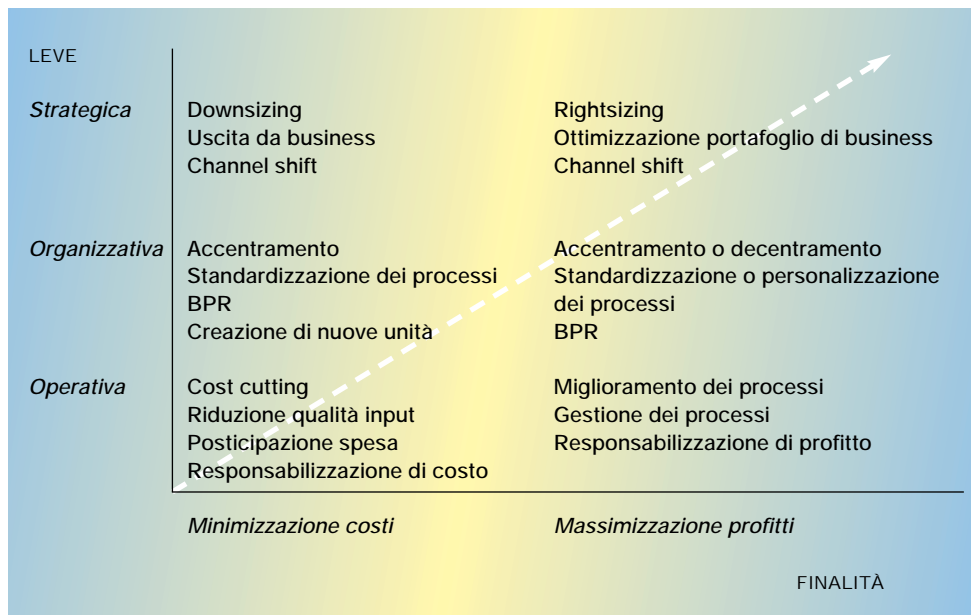 LEVE
Strategica
Downsizing
Uscita da business
Channel shift
Rightsizing
Ottimizzazione portafoglio di business
Channel shift
Organizzativa
Accentramento
Standardizzazione dei processi
BPR
Creazione di nuove unità
Accentramento o decentramento
Standardizzazione o personalizzazione
dei processi
BPR
Operativa
Cost cutting
Riduzione qualità input
Posticipazione spesa
Responsabilizzazione di costo
Miglioramento dei processi
Gestione dei processi
Responsabilizzazione di profitto
Minimizzazione costi
Massimizzazione profitti
FINALITÀ